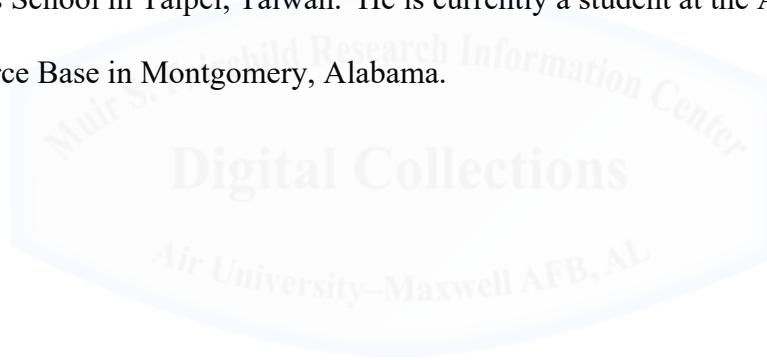 School in Taipei, Taiwan. He is currently a student at the A
rce Base in Montgomery, Alabama.
Muir S. Fairchild Research Information Center
Digital Collections
Air University–Maxwell AFB, AL